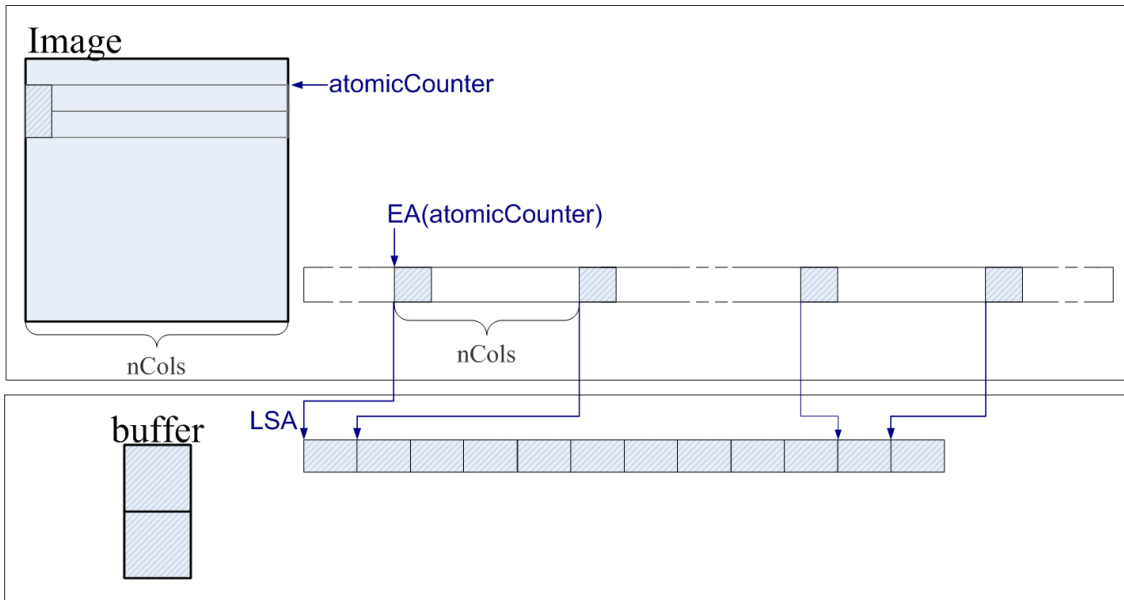 Image
atomicCounter
EA(atomicCounter)
nCols
nCols
LSA
buffer